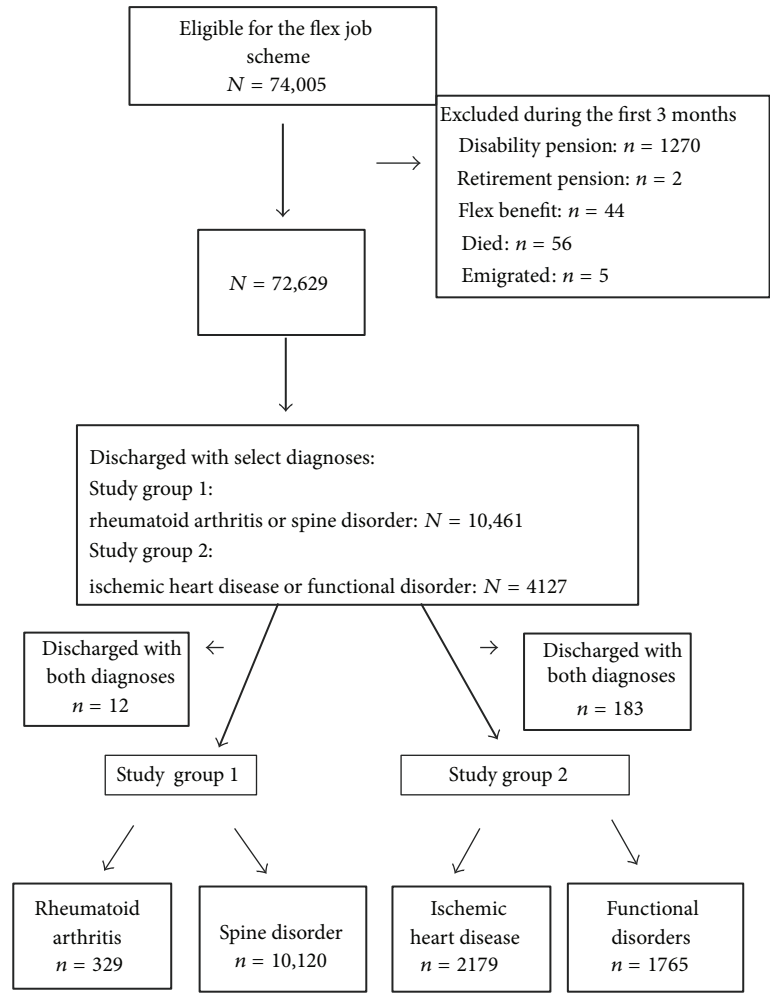 Eligible for the flex job
scheme
N = 74,005
Excluded during the first 3 months
Disability pension: n = 1270
Retirement pension: n = 2
Flex benefit: n = 44
Died: n = 56
Emigrated: n = 5
N = 72,629
Discharged with select diagnoses:
Study group 1:
rheumatoid arthritis or spine disorder: N = 10,461
Study group 2:
ischemic heart disease or functional disorder: N = 4127
Discharged with
both diagnoses
n = 12
Discharged with
both diagnoses
n = 183
Study group 1
Study group 2
Rheumatoid
arthritis
n = 329
Spine disorder
n = 10,120
Ischemic
heart disease
n = 2179
Functional
disorders
n = 1765